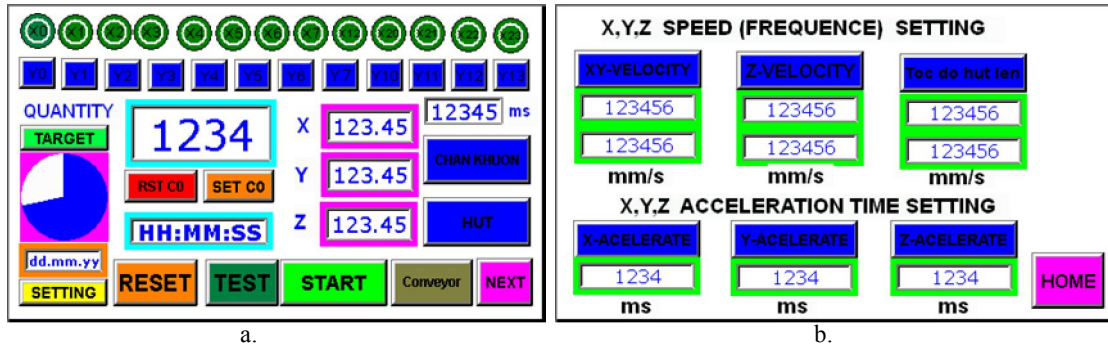 X0 X1 X2 X3 X4 X5 X6 X7 X12 X20 X21 X22 X23
Y0 Y1 Y2 Y3 Y4 Y5 Y6 Y7 Y10 Y11 Y12 Y13
QUANTITY
TARGET
1234
RST C0
SET C0
HH:MM:SS
X 123.45
Y 123.45
Z 123.45
12345 ms
CHAN KHUON
HUT
dd.mm.yy
SETTING
RESET
TEST
START
Conveyor
NEXT
a.
X,Y,Z SPEED (FREQUENCE) SETTING
XY-VELOCITY Z-VELOCITY Toc do hut len
123456 123456 123456
123456 123456 123456
mm/s mm/s mm/s
X,Y,Z ACCELERATION TIME SETTING
X-ACELERATE Y-ACELERATE Z-ACELERATE
1234 1234 1234
ms ms ms
HOME
b.